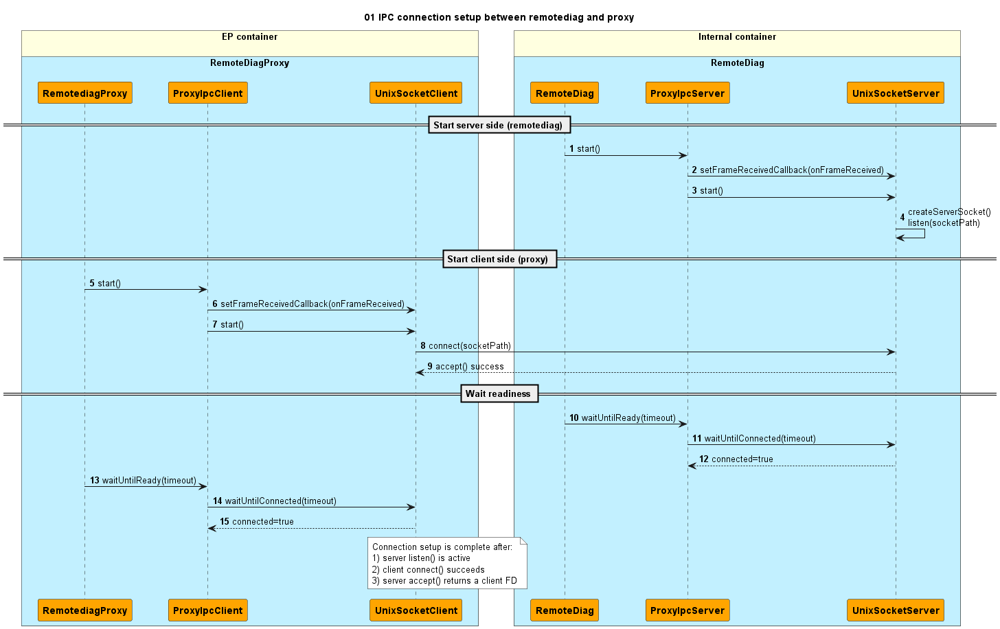 01 IPC connection setup between remotediag and proxy
EP container
Internal container
RemoteDiagProxy
RemoteDiag
RemotediagProxy
ProxyIpcClient
UnixSocketClient
RemoteDiag
ProxyIpcServer
UnixSocketServer
Start server side (remotediag)
1 start()
2 setFrameReceivedCallback(onFrameReceived)
3 start()
4 createServerSocket()
listen(socketPath)
Start client side (proxy)
5 start()
6 setFrameReceivedCallback(onFrameReceived)
7 start()
8 connect(socketPath)
9 accept() success
Wait readiness
10 waitUntilReady(timeout)
11 waitUntilConnected(timeout)
12 connected=true
13 waitUntilReady(timeout)
14 waitUntilConnected(timeout)
15 connected=true
Connection setup is complete after:
1) server listen() is active
2) client connect() succeeds
3) server accept() returns a client FD
RemotediagProxy
ProxyIpcClient
UnixSocketClient
RemoteDiag
ProxyIpcServer
UnixSocketServer